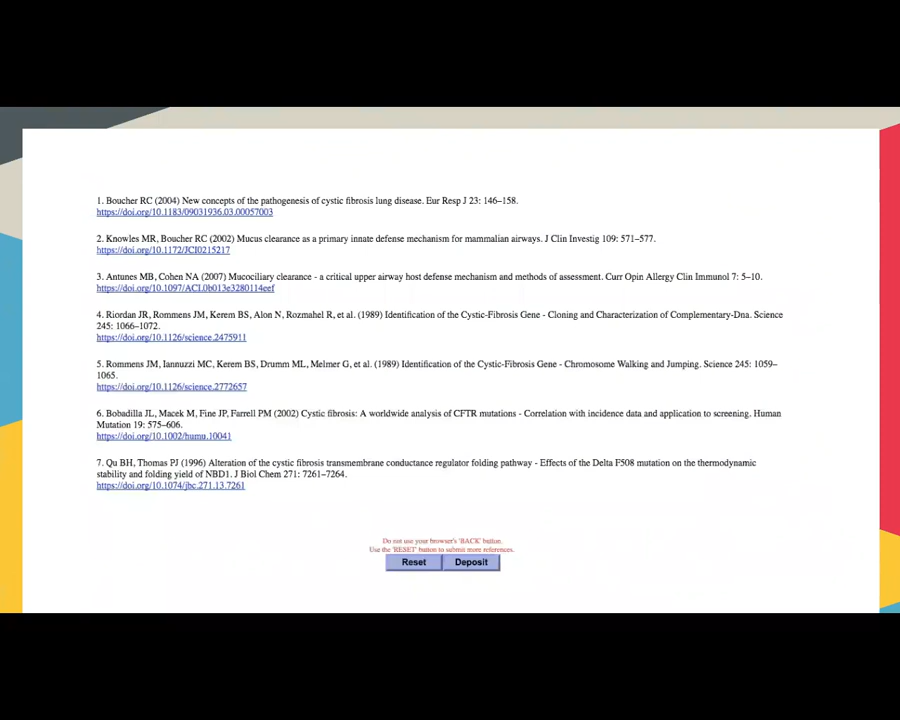 1. Boucher RC (2004) New concepts of the pathogenesis of cystic fibrosis lung disease. Eur Resp J 23: 146–158.
https://doi.org/10.1183/09031936.03.00057003
2. Knowles MR, Boucher RC (2002) Mucus clearance as a primary innate defense mechanism for mammalian airways. J Clin Investig 109: 571–577.
https://doi.org/10.1172/JCI0215217
3. Antunes MB, Cohen NA (2007) Mucociliary clearance - a critical upper airway host defense mechanism and methods of assessment. Curr Opin Allergy Clin Immunol 7: 5–10.
https://doi.org/10.1097/ACI.0b013e3280114eef
4. Riordan JR, Rommens JM, Kerem BS, Alon N, Rozmahel R, et al. (1989) Identification of the Cystic-Fibrosis Gene - Cloning and Characterization of Complementary-Dna. Science
245: 1066–1072.
https://doi.org/10.1126/science.2475911
5. Rommens JM, Iannuzzi MC, Kerem BS, Drumm ML, Melmer G, et al. (1989) Identification of the Cystic-Fibrosis Gene - Chromosome Walking and Jumping. Science 245: 1059–
1065.
https://doi.org/10.1126/science.2772657
6. Bobadilla JL, Macek M, Fine JP, Farrell PM (2002) Cystic fibrosis: A worldwide analysis of CFTR mutations - Correlation with incidence data and application to screening. Human
Mutation 19: 575–606.
https://doi.org/10.1002/humu.10041
7. Qu BH, Thomas PJ (1996) Alteration of the cystic fibrosis transmembrane conductance regulator folding pathway - Effects of the Delta F508 mutation on the thermodynamic
stability and folding yield of NBD1. J Biol Chem 271: 7261–7264.
https://doi.org/10.1074/jbc.271.13.7261
Do not use your browser's 'BACK' button.
Use the 'RESET' button to submit more references.
Reset Deposit